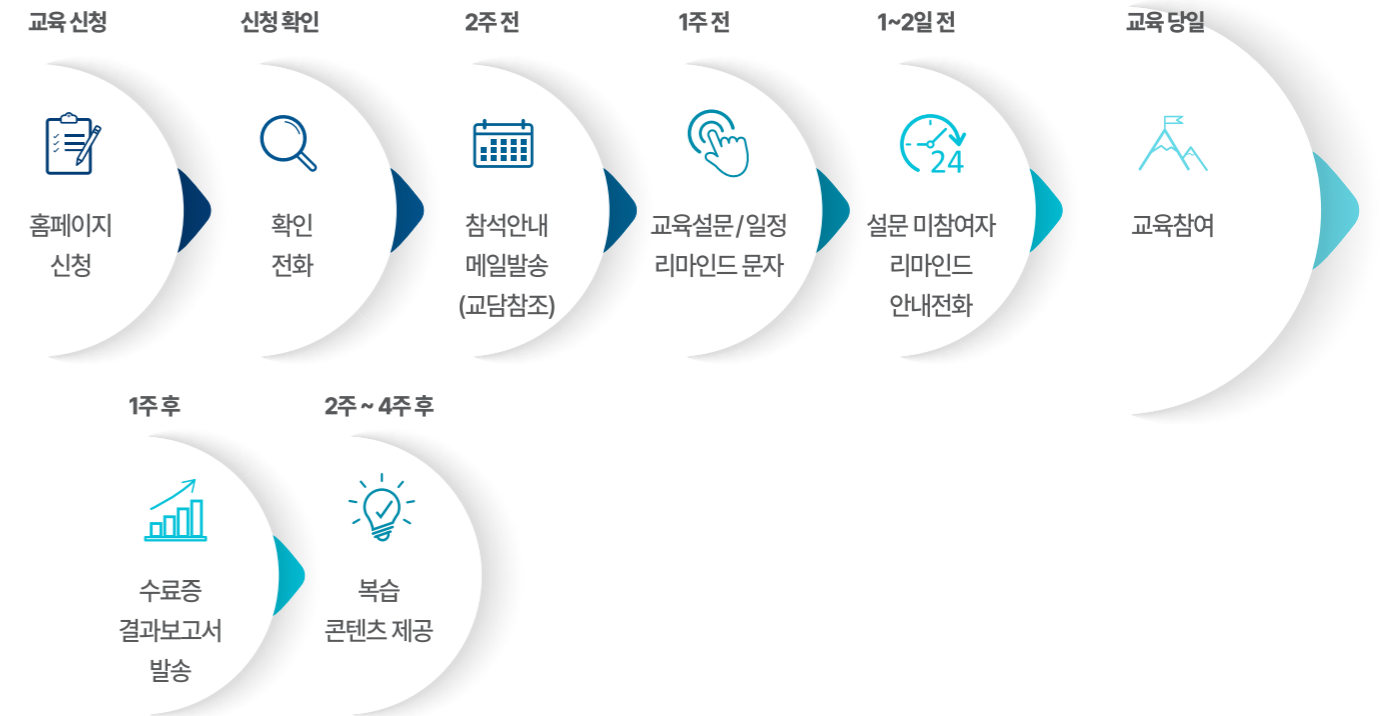 교육 신청
홈페이지
신청
신청 확인
확인
전화
2주 전
참석안내
메일발송
(교담참조)
1주 전
교육설문 / 일정
리마인드 문자
1~2일 전
24
설문 미참여자
리마인드
안내전화
교육 당일
교육참여
1주 후
수료증
결과보고서
발송
2주 ~ 4주 후
복습
콘텐츠 제공